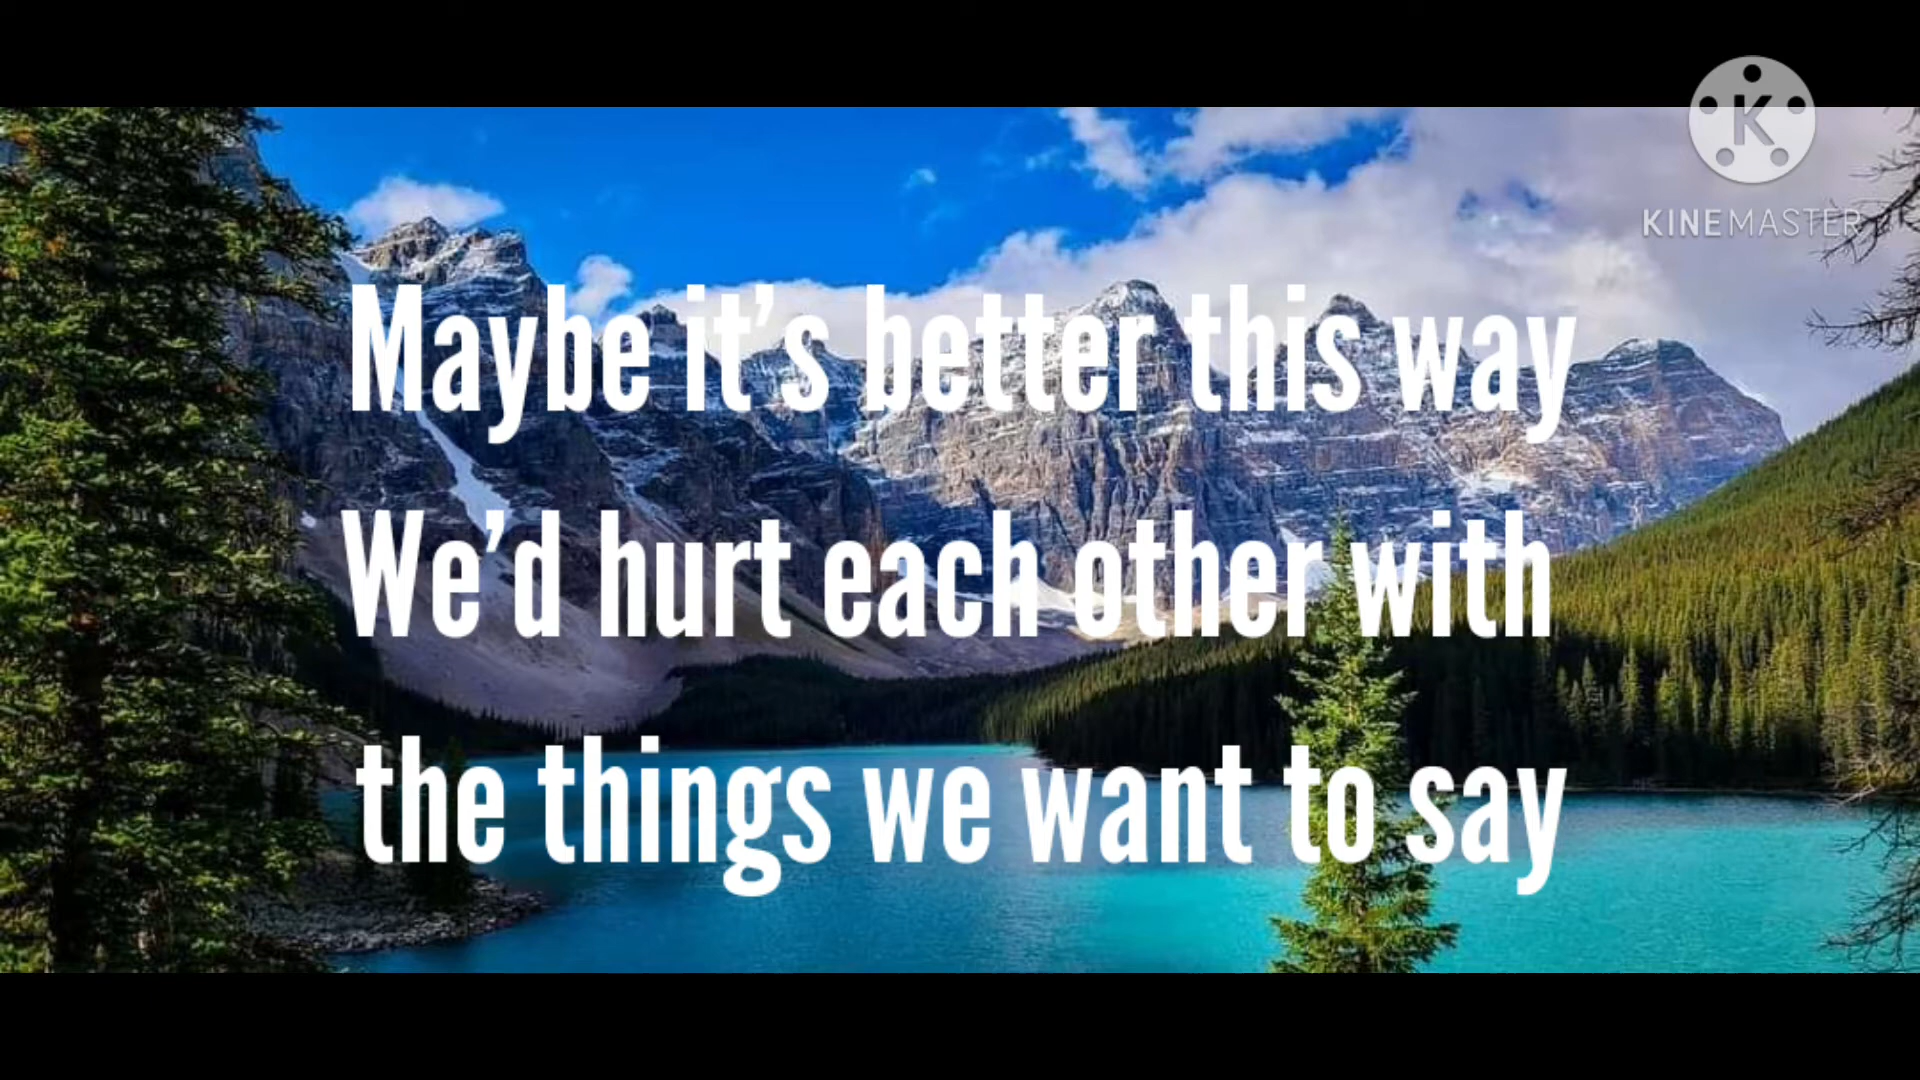 K
KINEMASTER
Maybe it's better this way
We'd hurt each other with
the things we want to say